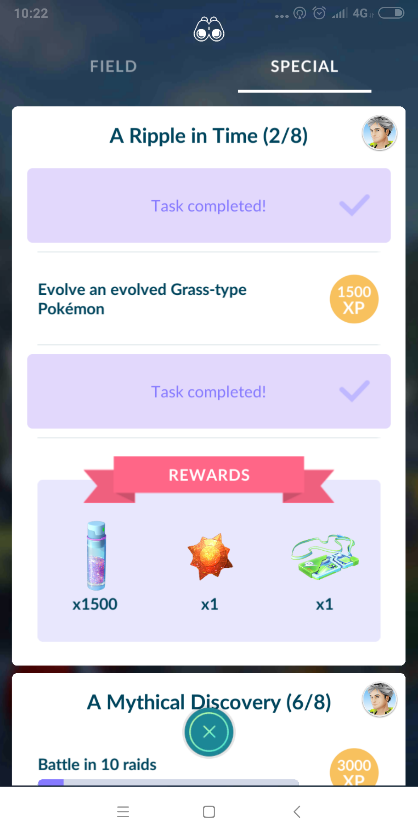 10:22
4G
FIELD
SPECIAL
A Ripple in Time (2/8)
Task completed!
Evolve an evolved Grass-type
Pokémon
1500
XP
Task completed!
REWARDS
x1500
x1
x1
A Mythical Discovery (6/8)
Battle in 10 raids
3000
XP